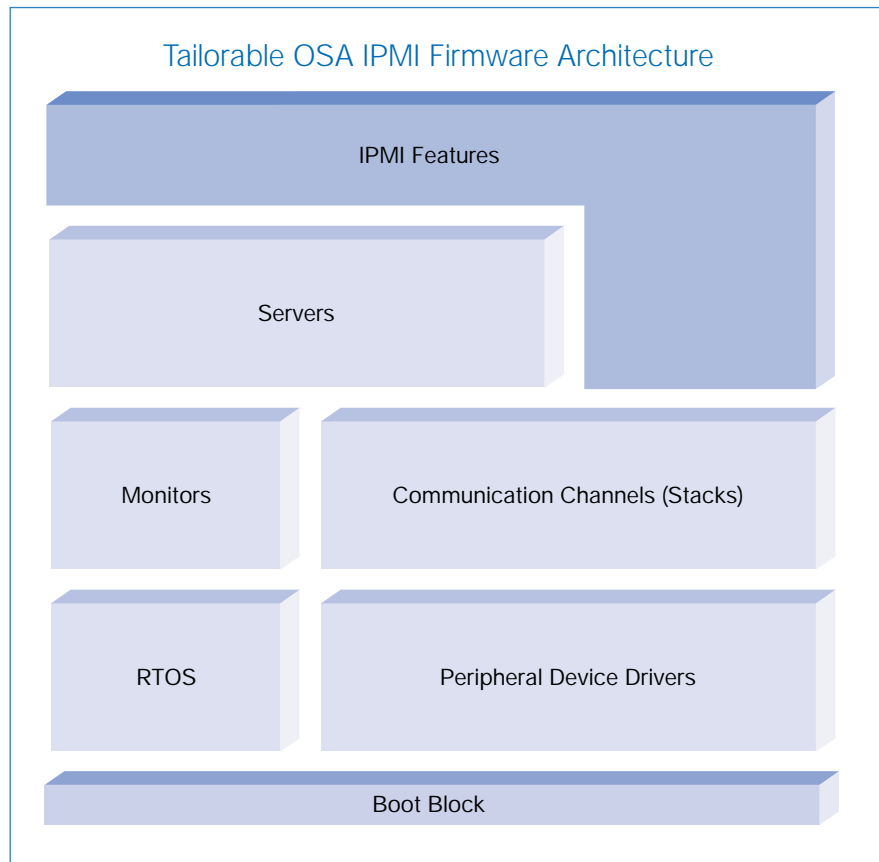 Tailorable OSA IPMI Firmware Architecture
IPMI Features
Servers
Monitors
Communication Channels (Stacks)
RTOS
Peripheral Device Drivers
Boot Block